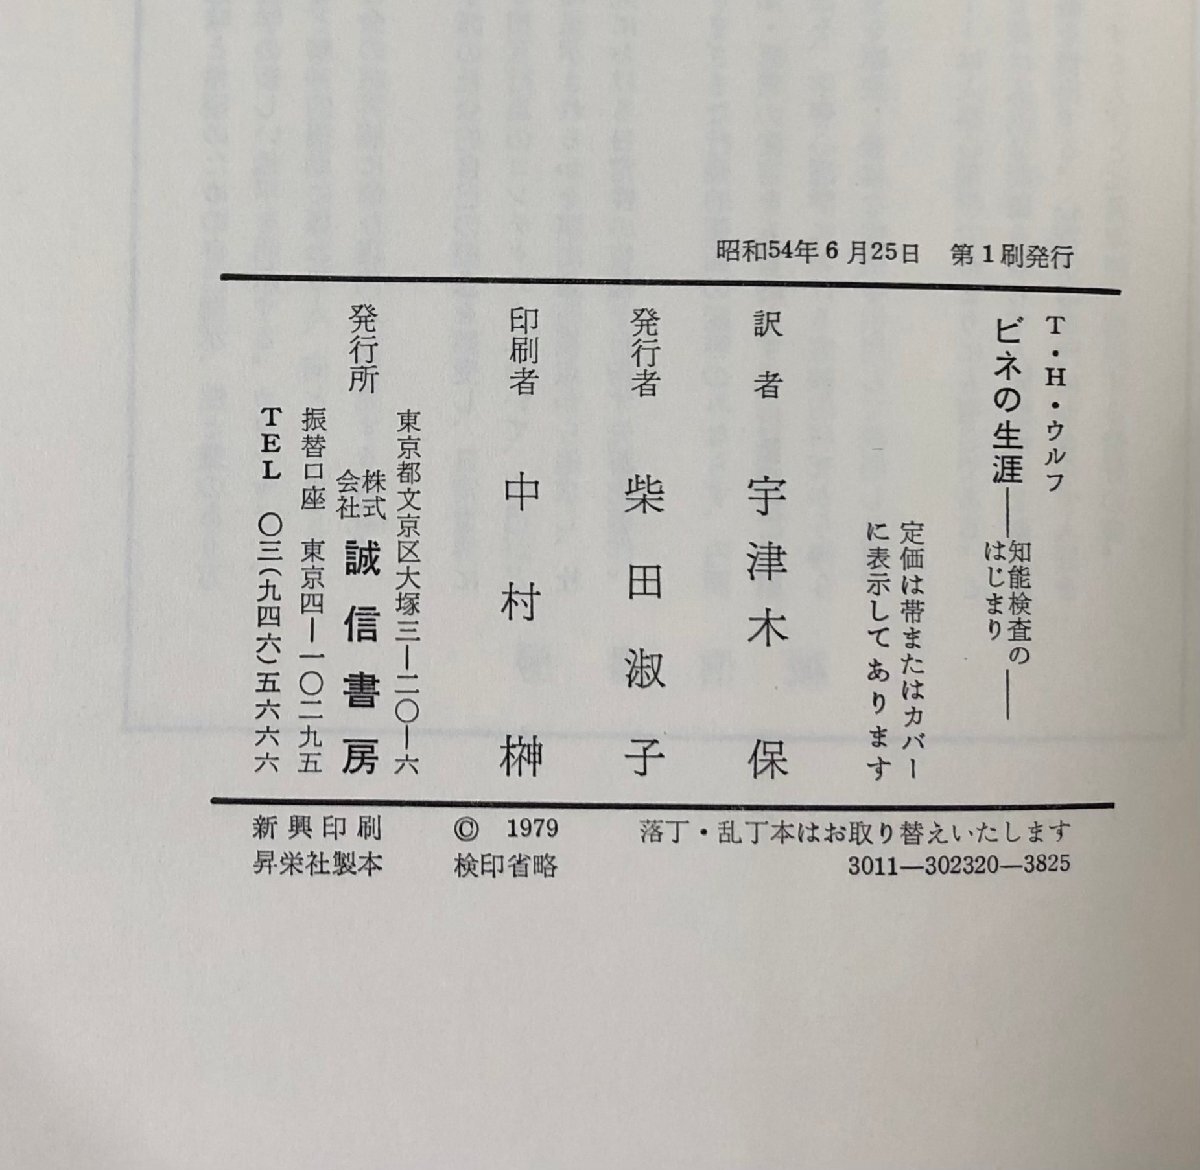 昭和54年6月25日　第1刷発行
T・H・ウルフ
ビネの生涯――知能検査のはじまり――
定価は帯またはカバー
に表示してあります
訳者　宇津木　保
発行者　柴田淑子
印刷者　中村　榊
東京都文京区大塚三―二〇―六
発行所　株式会社　誠信書房
振替口座　東京四―一〇二九五
TEL　〇三(九四六)五六六六
落丁・乱丁本はお取り替えいたします
3011―302320―3825
© 1979
検印省略
新興印刷
昇栄社製本